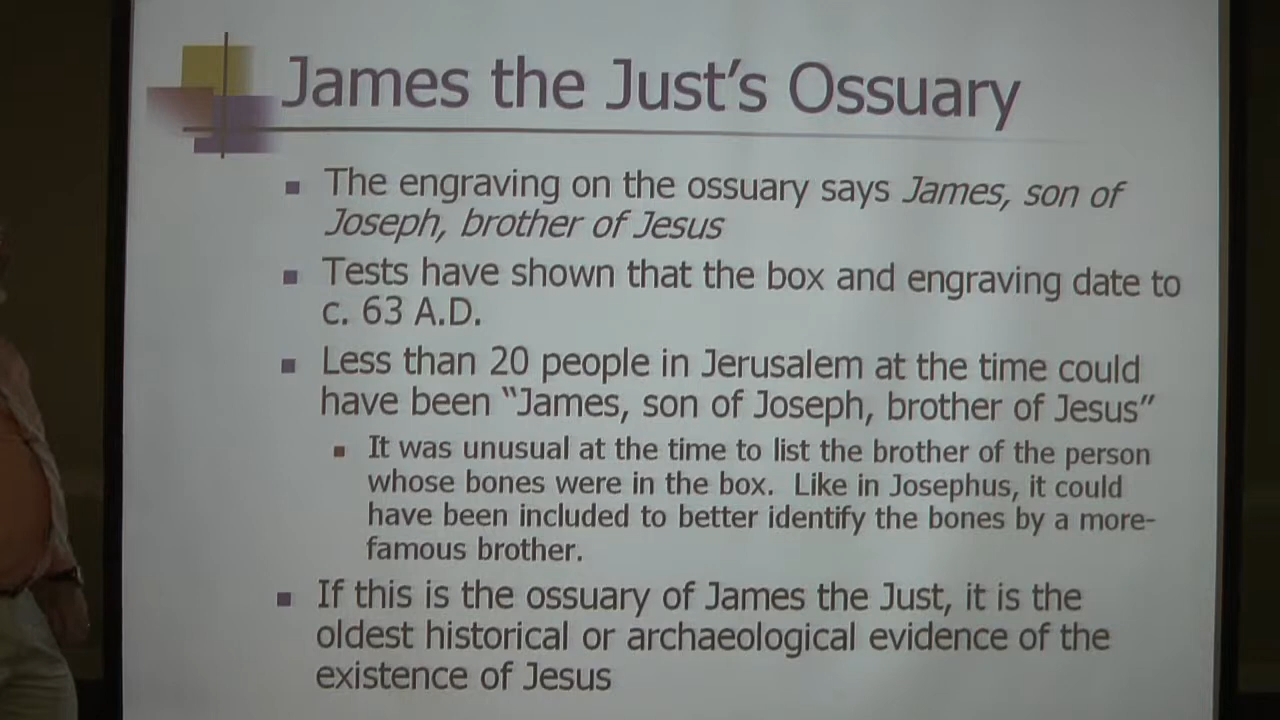 James the Just's Ossuary
The engraving on the ossuary says James, son of
Joseph, brother of Jesus
Tests have shown that the box and engraving date to
c. 63 A.D.
Less than 20 people in Jerusalem at the time could
have been “James, son of Joseph, brother of Jesus”
It was unusual at the time to list the brother of the person
whose bones were in the box.  Like in Josephus, it could
have been included to better identify the bones by a more-
famous brother.
If this is the ossuary of James the Just, it is the
oldest historical or archaeological evidence of the
existence of Jesus